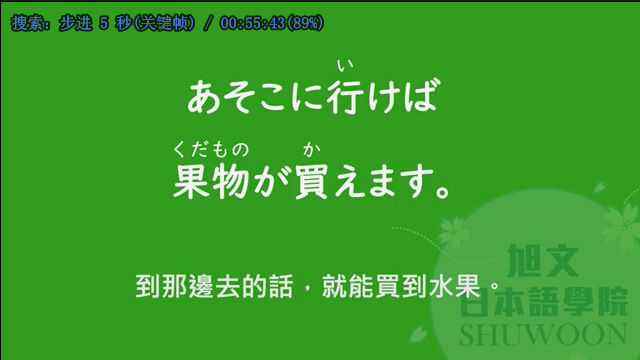 搜索: 步进 5 秒(关键帧) / 00:55:43(89%)
い
あそこに行けば
くだもの か
果物が買えます。
到那邊去的話，就能買到水果。
旭文
日本語學院
SHUWOON